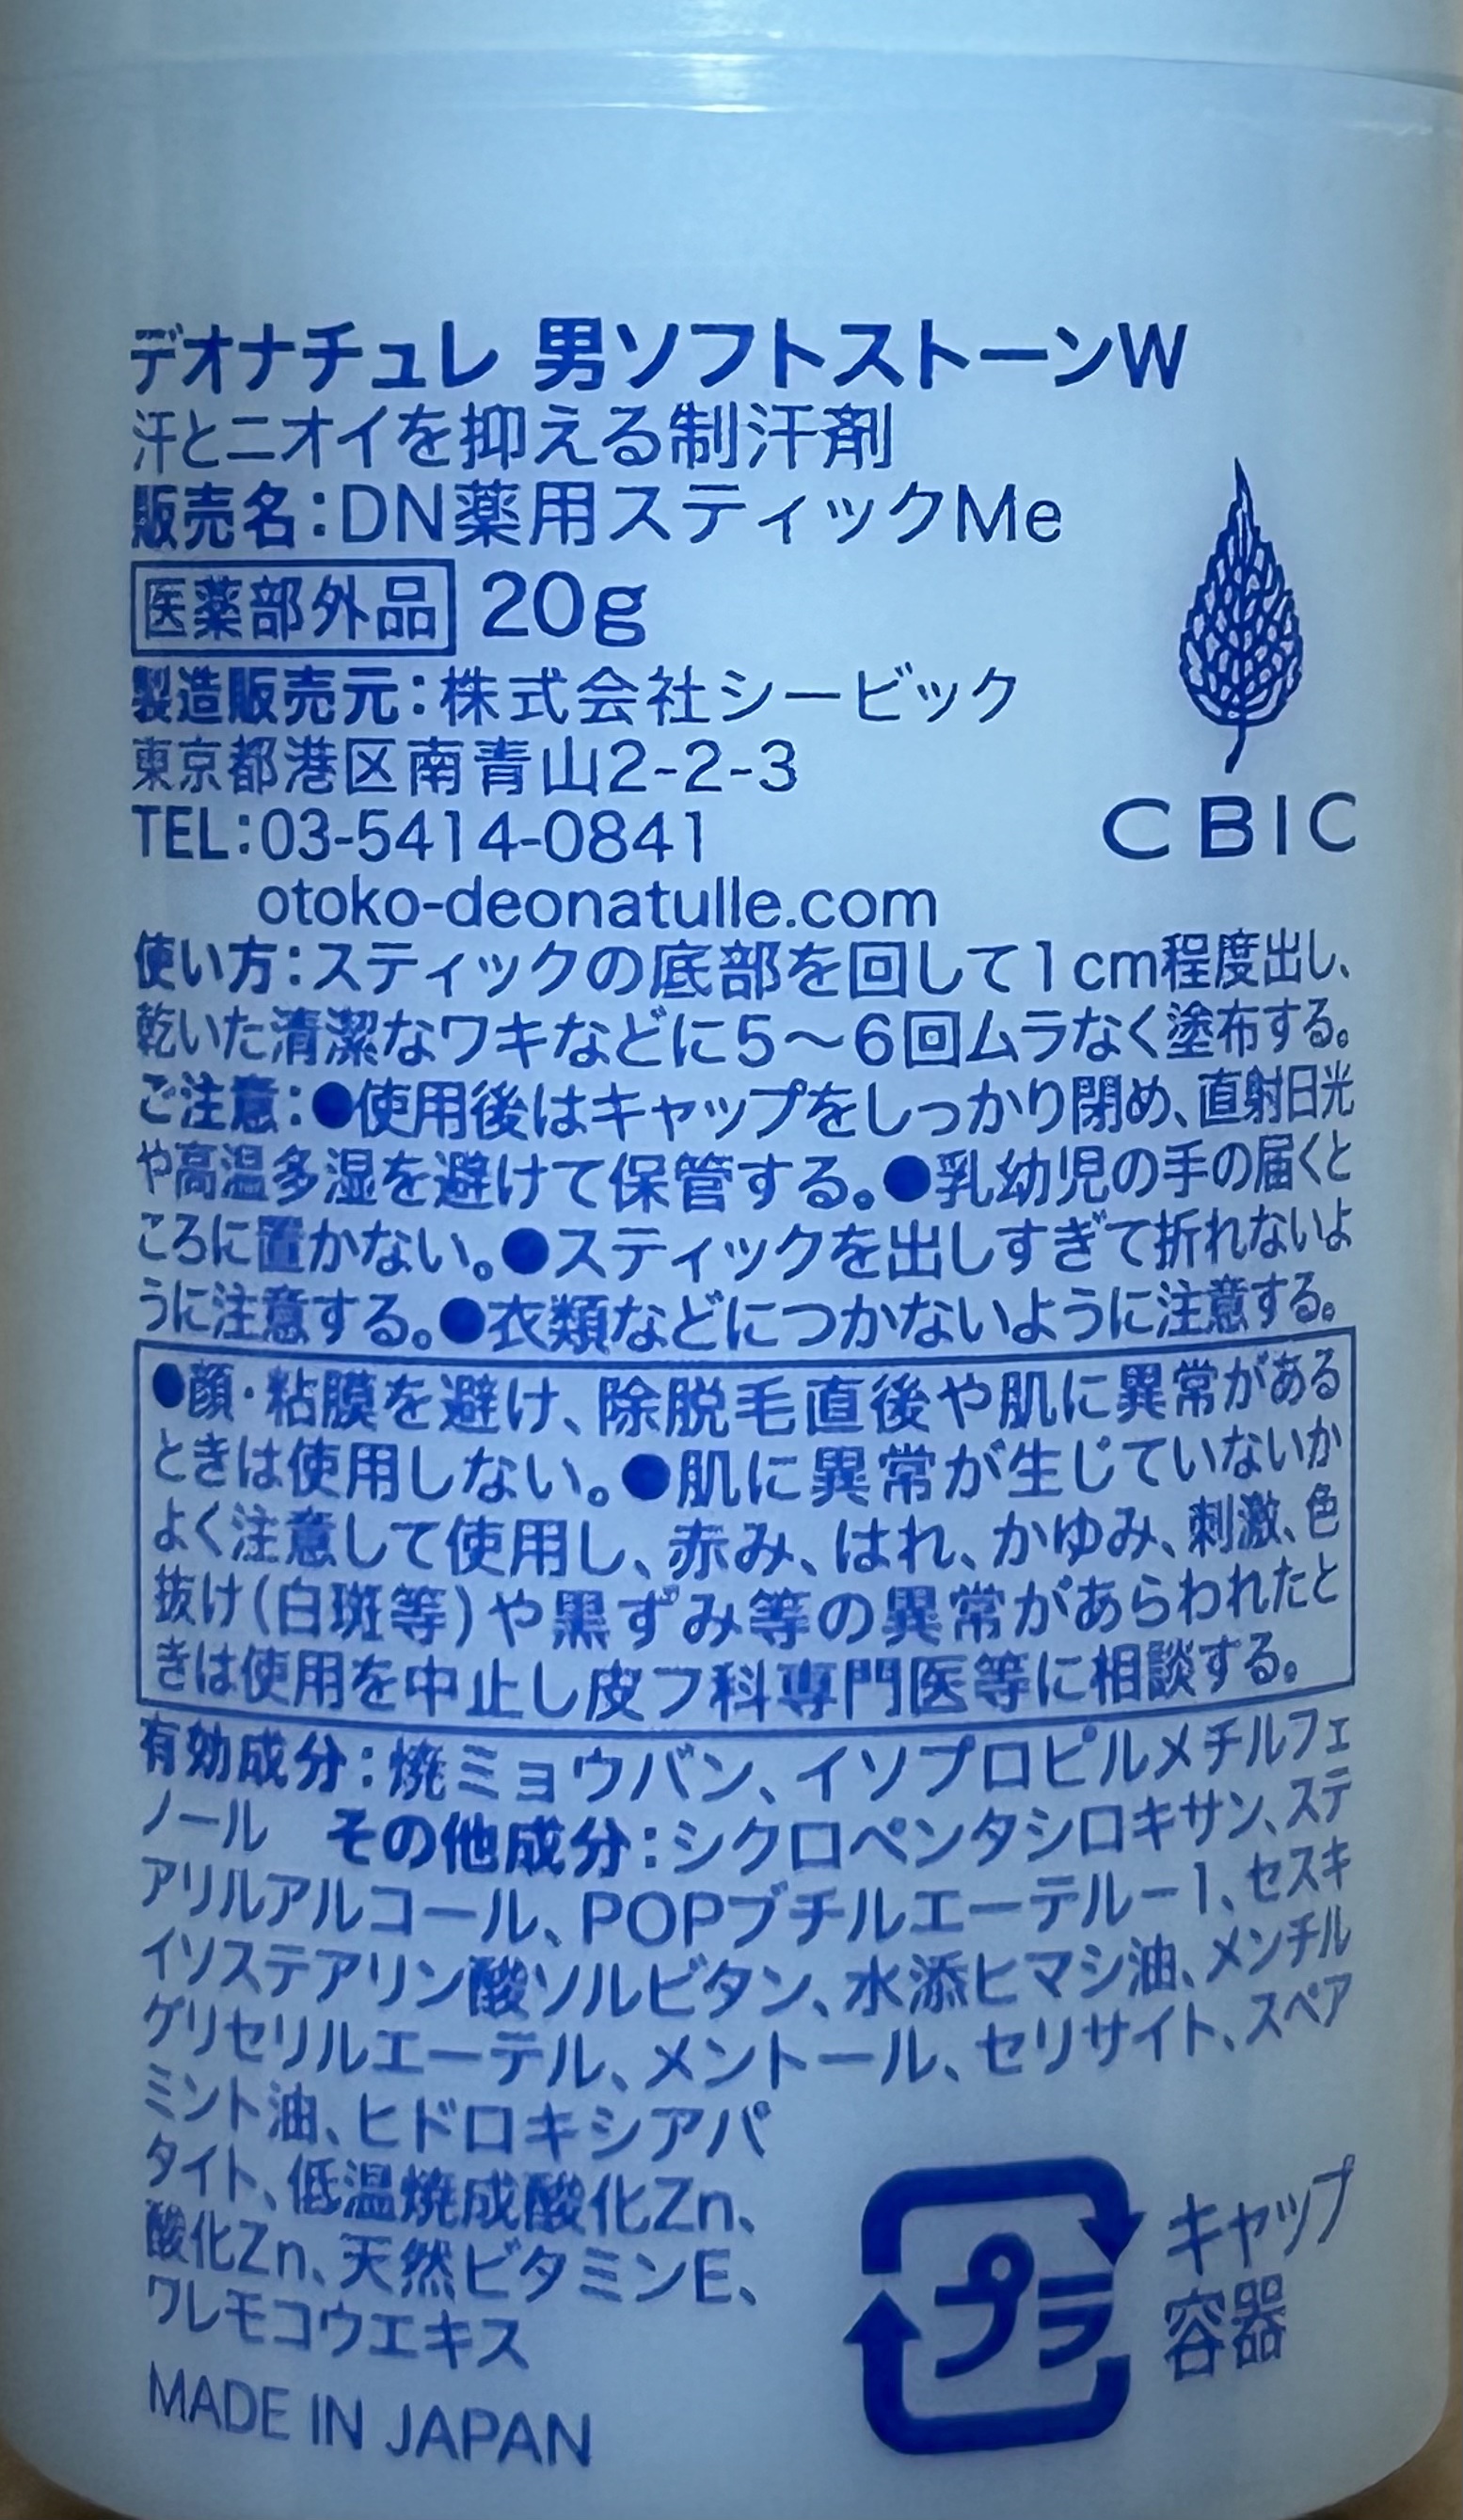 デオナチュレ 男ソフトストーンW
汗とニオイを抑える制汗剤
販売名：DN薬用スティックMe
医薬部外品 20g
製造販売元：株式会社シービック
東京都港区南青山2-2-3
TEL：03-5414-0841
otoko-deonatulle.com
CBIC
使い方：スティックの底部を回して1cm程度出し、
乾いた清潔なワキなどに5～6回ムラなく塗布する。
ご注意：●使用後はキャップをしっかり閉め、直射日光
や高温多湿を避けて保管する。●乳幼児の手の届くと
ころに置かない。●スティックを出しすぎて折れないよ
うに注意する。●衣類などにつかないように注意する。
●顔・粘膜を避け、除脱毛直後や肌に異常がある
ときは使用しない。●肌に異常が生じていないか
よく注意して使用し、赤み、はれ、かゆみ、刺激、色
抜け(白斑等)や黒ずみ等の異常があらわれたと
きは使用を中止し皮フ科専門医等に相談する。
有効成分：焼ミョウバン、イソプロピルメチルフェ
ノール　その他成分：シクロペンタシロキサン、ステ
アリルアルコール、POPブチルエーテル－1、セスキ
イソステアリン酸ソルビタン、水添ヒマシ油、メンチル
グリセリルエーテル、メントール、セリサイト、スペア
ミント油、ヒドロキシアパ
タイト、低温焼成酸化Zn、
酸化Zn、天然ビタミンE、
ワレモコウエキス
MADE IN JAPAN
プラ
キャップ
容器